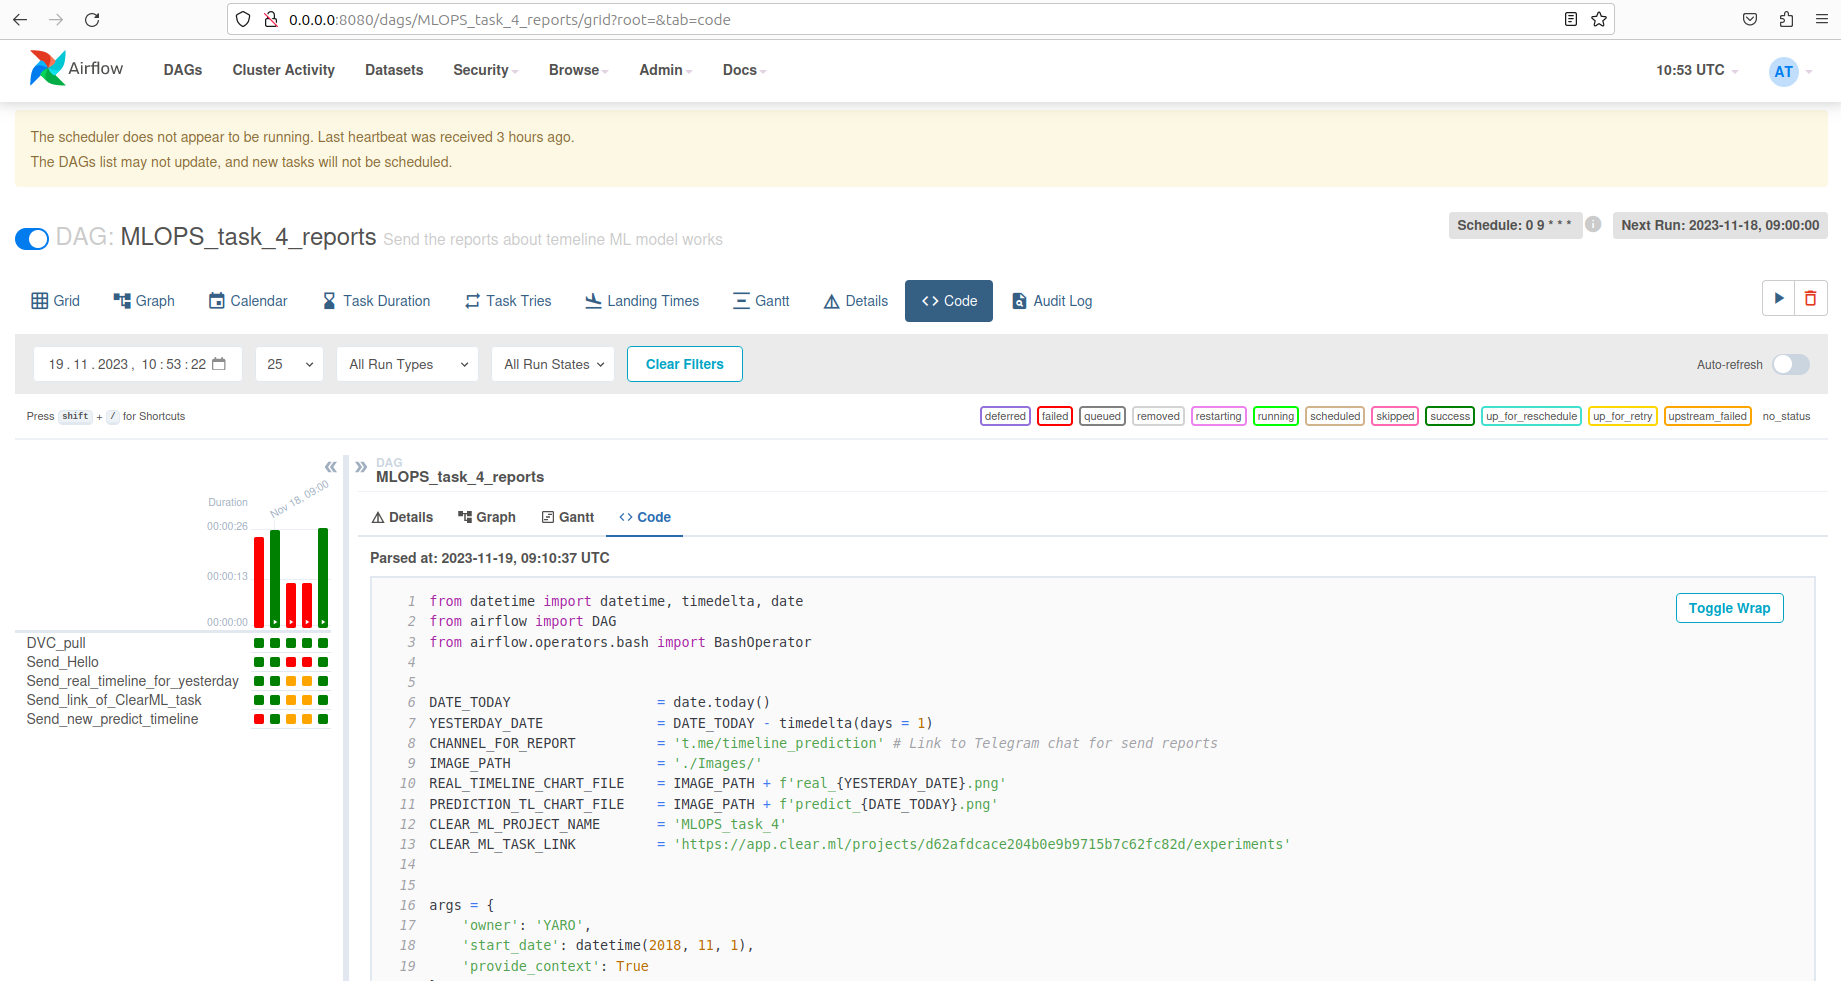 0.0.0.0:8080/dags/MLOPS_task_4_reports/grid?root=&tab=code
Airflow DAGs Cluster Activity Datasets Security Browse Admin Docs 10:53 UTC AT
The scheduler does not appear to be running. Last heartbeat was received 3 hours ago.
The DAGs list may not update, and new tasks will not be scheduled.
DAG: MLOPS_task_4_reports Send the reports about temeline ML model works
Schedule: 0 9 * * * Next Run: 2023-11-18, 09:00:00
Grid Graph Calendar Task Duration Task Tries Landing Times Gantt Details Code Audit Log
19.11.2023, 10:53:22 25 All Run Types All Run States Clear Filters Auto-refresh
Press shift + / for Shortcuts
deferred failed queued removed restarting running scheduled skipped success up_for_reschedule up_for_retry upstream_failed no_status
Nov 18, 09:00
Duration
00:00:26
00:00:13
00:00:00
DVC_pull
Send_Hello
Send_real_timeline_for_yesterday
Send_link_of_ClearML_task
Send_new_predict_timeline
DAG
MLOPS_task_4_reports
Details Graph Gantt Code
Parsed at: 2023-11-19, 09:10:37 UTC
Toggle Wrap
1 from datetime import datetime, timedelta, date
2 from airflow import DAG
3 from airflow.operators.bash import BashOperator
4
5
6 DATE_TODAY = date.today()
7 YESTERDAY_DATE = DATE_TODAY - timedelta(days = 1)
8 CHANNEL_FOR_REPORT = 't.me/timeline_prediction' # Link to Telegram chat for send reports
9 IMAGE_PATH = './Images/'
10 REAL_TIMELINE_CHART_FILE = IMAGE_PATH + f'real_{YESTERDAY_DATE}.png'
11 PREDICTION_TL_CHART_FILE = IMAGE_PATH + f'predict_{DATE_TODAY}.png'
12 CLEAR_ML_PROJECT_NAME = 'MLOPS_task_4'
13 CLEAR_ML_TASK_LINK = 'https://app.clear.ml/projects/d62afdcace204b0e9b9715b7c62fc82d/experiments'
14
15
16 args = {
17 'owner': 'YARO',
18 'start_date': datetime(2018, 11, 1),
19 'provide_context': True